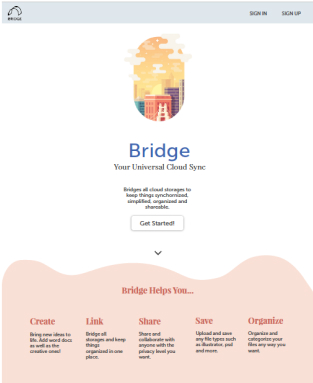 BRIDGE
SIGN IN SIGN UP
Bridge
Your Universal Cloud Sync
Bridges all cloud storages to
keep things synchornized,
simplified, organized and
shareable.
Get Started!
Bridge Helps You...
Create
Bring new ideas to
life. Add word docs
as well as the
creative ones!
Link
Bridge all
storages and keep
things
organized in one
place.
Share
Share and
collaborate with
anyone with the
privacy level you
want.
Save
Upload and save
any file types such
as illustrator, psd
and more.
Organize
Organize and
categorize your
files any way you
want.